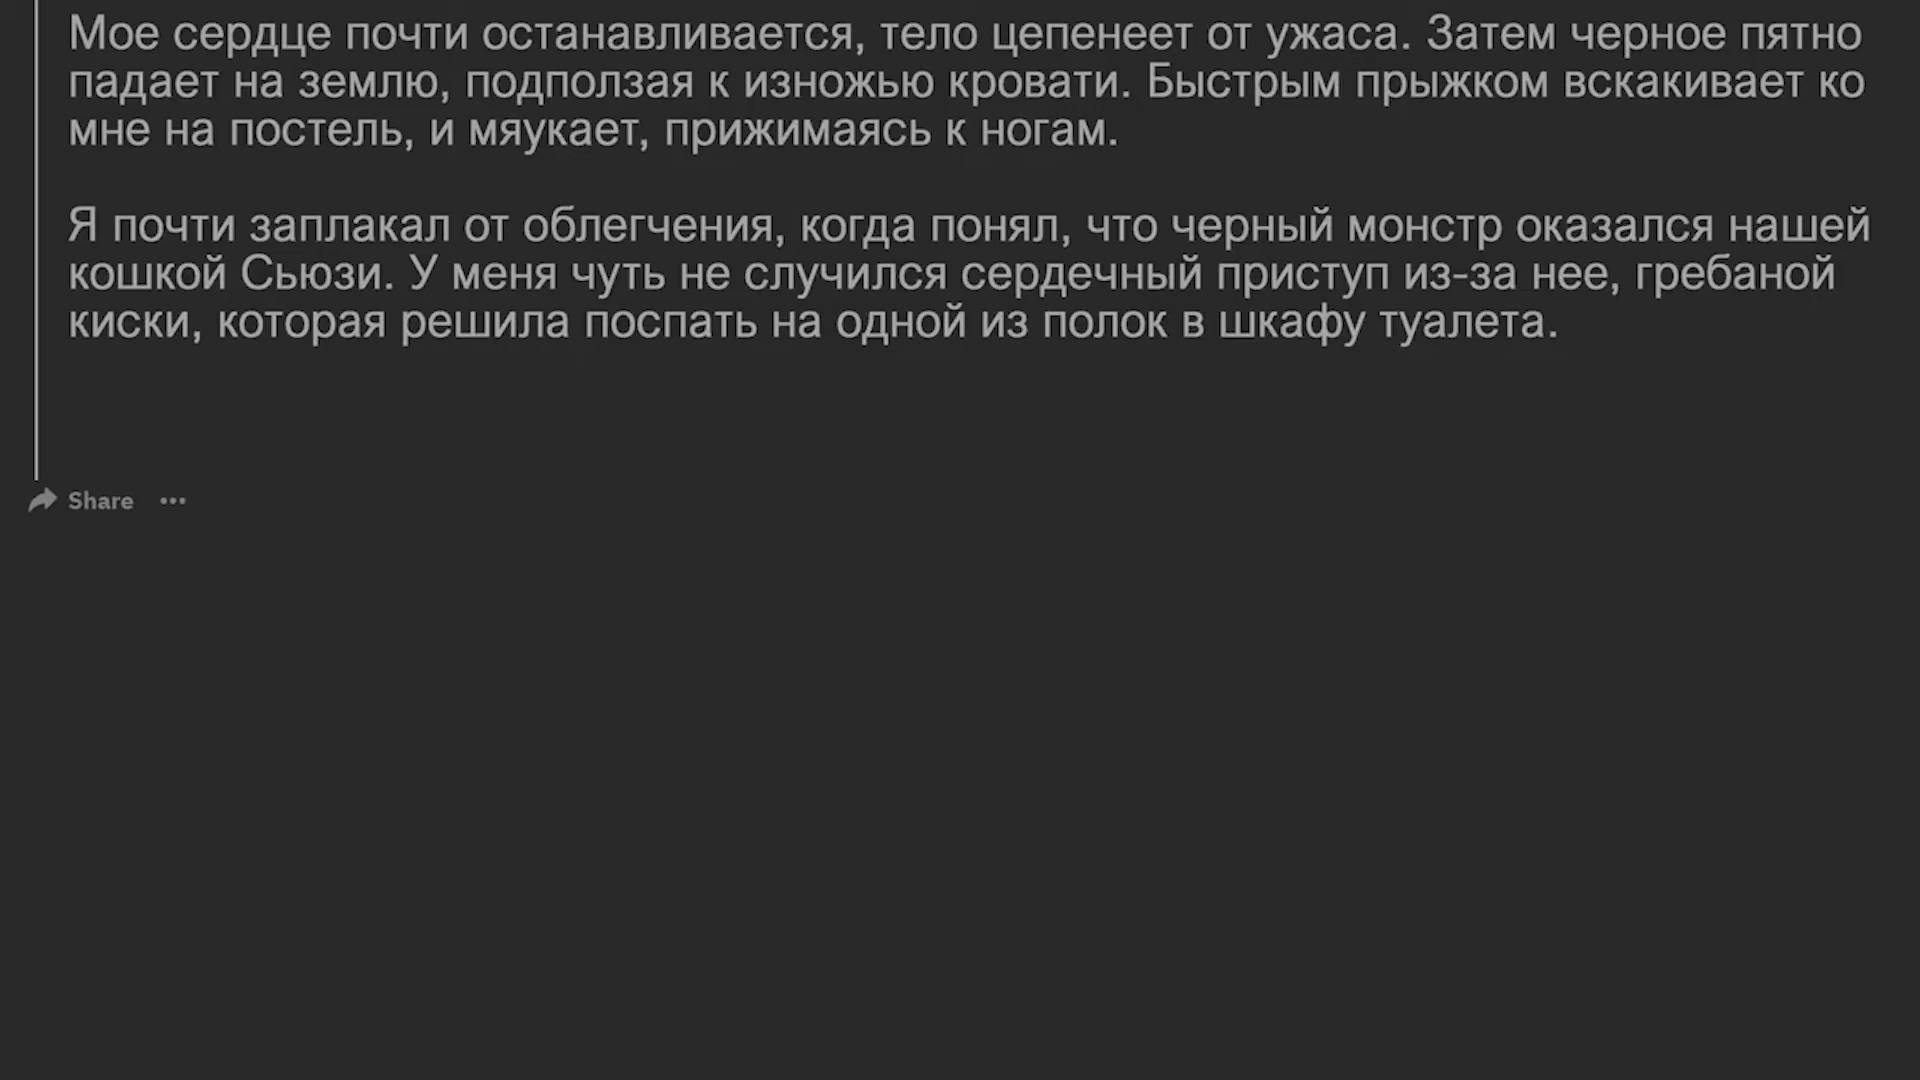 Мое сердце почти останавливается, тело цепенеет от ужаса. Затем черное пятно
падает на землю, подползая к изножью кровати. Быстрым прыжком вскакивает ко
мне на постель, и мяукает, прижимаясь к ногам.
Я почти заплакал от облегчения, когда понял, что черный монстр оказался нашей
кошкой Сьюзи. У меня чуть не случился сердечный приступ из-за нее, гребаной
киски, которая решила поспать на одной из полок в шкафу туалета.
Share ...